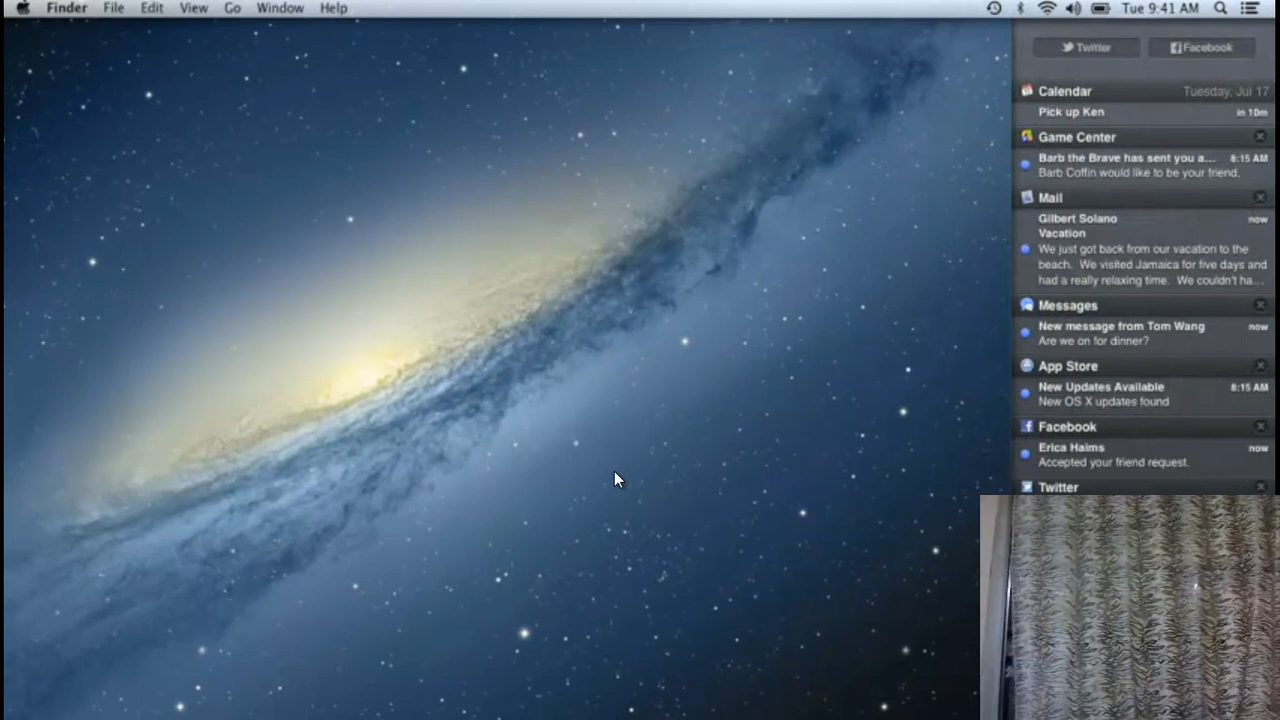 Finder File Edit View Go Window Help Tue 9:41 AM
Twitter Facebook
Calendar Tuesday, Jul 17
Pick up Ken in 10m
Game Center
Barb the Brave has sent you a... 8:15 AM
Barb Coffin would like to be your friend.
Mail
Gilbert Solano now
Vacation
We just got back from our vacation to the
beach. We visited Jamaica for five days and
had a really relaxing time. We couldn't ha...
Messages
New message from Tom Wang now
Are we on for dinner?
App Store
New Updates Available 8:15 AM
New OS X updates found
Facebook
Erica Haims now
Accepted your friend request.
Twitter